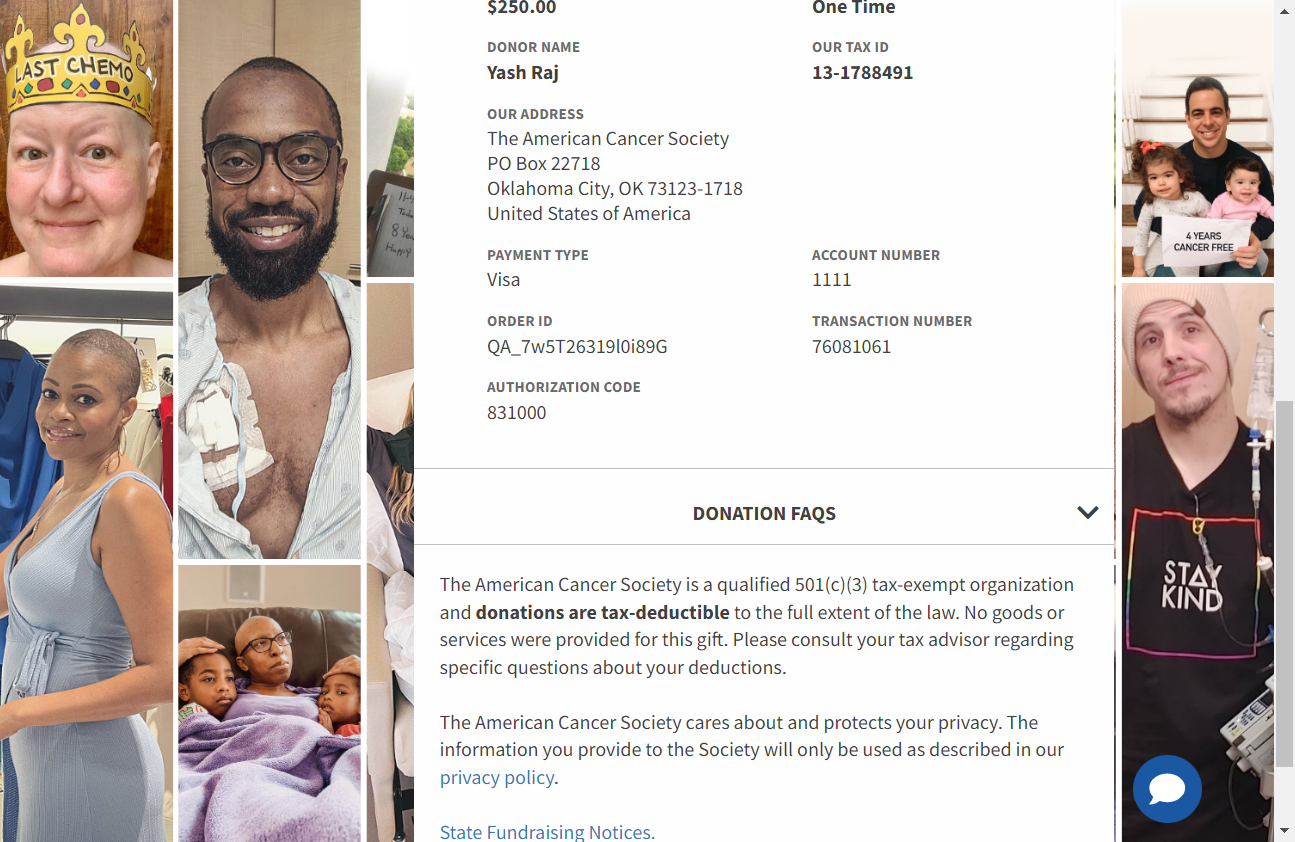 $250.00
One Time
DONOR NAME
OUR TAX ID
Yash Raj
13-1788491
OUR ADDRESS
The American Cancer Society
PO Box 22718
Oklahoma City, OK 73123-1718
United States of America
PAYMENT TYPE
ACCOUNT NUMBER
Visa
1111
ORDER ID
TRANSACTION NUMBER
QA_7w5T26319l0i89G
76081061
AUTHORIZATION CODE
831000
DONATION FAQS
The American Cancer Society is a qualified 501(c)(3) tax-exempt organization
and donations are tax-deductible to the full extent of the law. No goods or
services were provided for this gift. Please consult your tax advisor regarding
specific questions about your deductions.
The American Cancer Society cares about and protects your privacy. The
information you provide to the Society will only be used as described in our
privacy policy.
State Fundraising Notices.
LAST CHEMO
4 YEARS
CANCER FREE
STAY
KIND